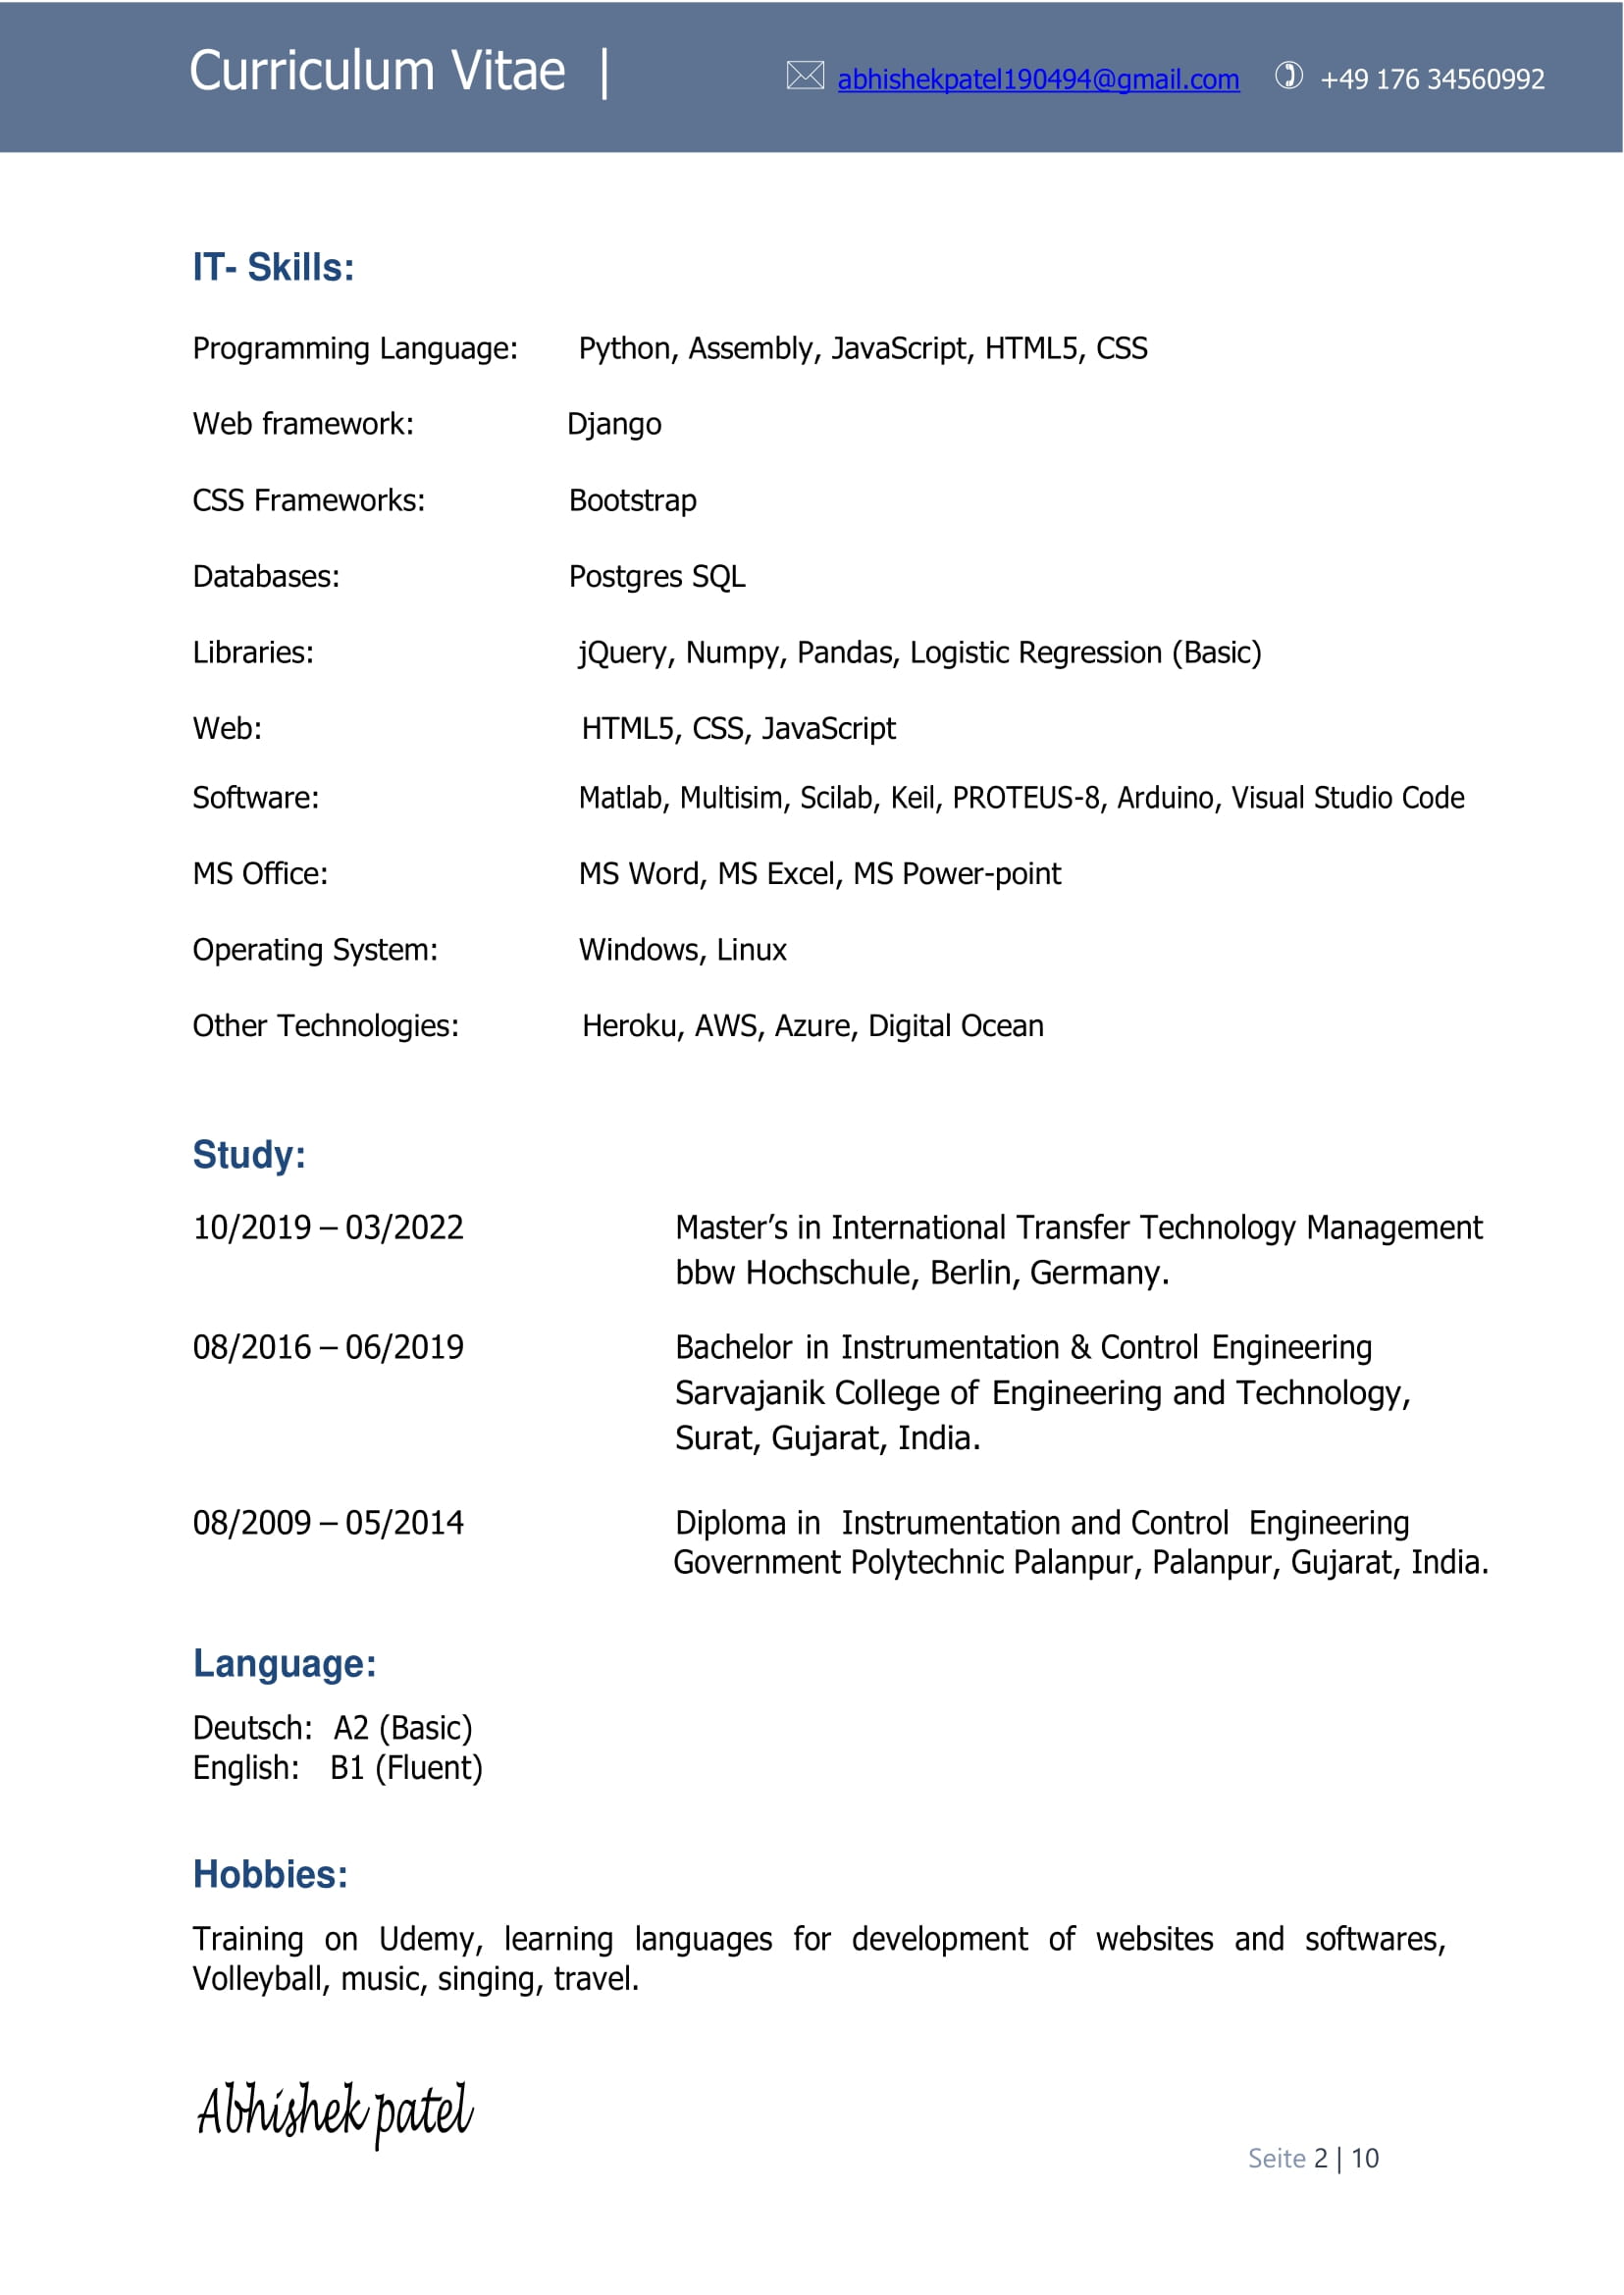 Curriculum Vitae | abhishekpatel190494@gmail.com +49 176 34560992
IT- Skills:
Programming Language: Python, Assembly, JavaScript, HTML5, CSS
Web framework: Django
CSS Frameworks: Bootstrap
Databases: Postgres SQL
Libraries: jQuery, Numpy, Pandas, Logistic Regression (Basic)
Web: HTML5, CSS, JavaScript
Software: Matlab, Multisim, Scilab, Keil, PROTEUS-8, Arduino, Visual Studio Code
MS Office: MS Word, MS Excel, MS Power-point
Operating System: Windows, Linux
Other Technologies: Heroku, AWS, Azure, Digital Ocean
Study:
10/2019 – 03/2022 Master’s in International Transfer Technology Management
bbw Hochschule, Berlin, Germany.
08/2016 – 06/2019 Bachelor in Instrumentation & Control Engineering
Sarvajanik College of Engineering and Technology,
Surat, Gujarat, India.
08/2009 – 05/2014 Diploma in Instrumentation and Control Engineering
Government Polytechnic Palanpur, Palanpur, Gujarat, India.
Language:
Deutsch: A2 (Basic)
English: B1 (Fluent)
Hobbies:
Training on Udemy, learning languages for development of websites and softwares,
Volleyball, music, singing, travel.
Abhishek patel
Seite 2 | 10